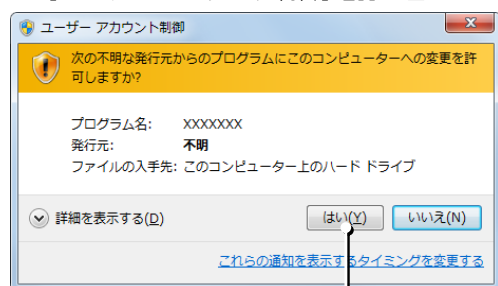 ユーザー アカウント制御
次の不明な発行元からのプログラムにこのコンピューターへの変更を許
可しますか?
プログラム名: XXXXXXX
発行元: 不明
ファイルの入手先: このコンピューター上のハード ドライブ
詳細を表示する(D) はい(Y) いいえ(N)
これらの通知を表示するタイミングを変更する